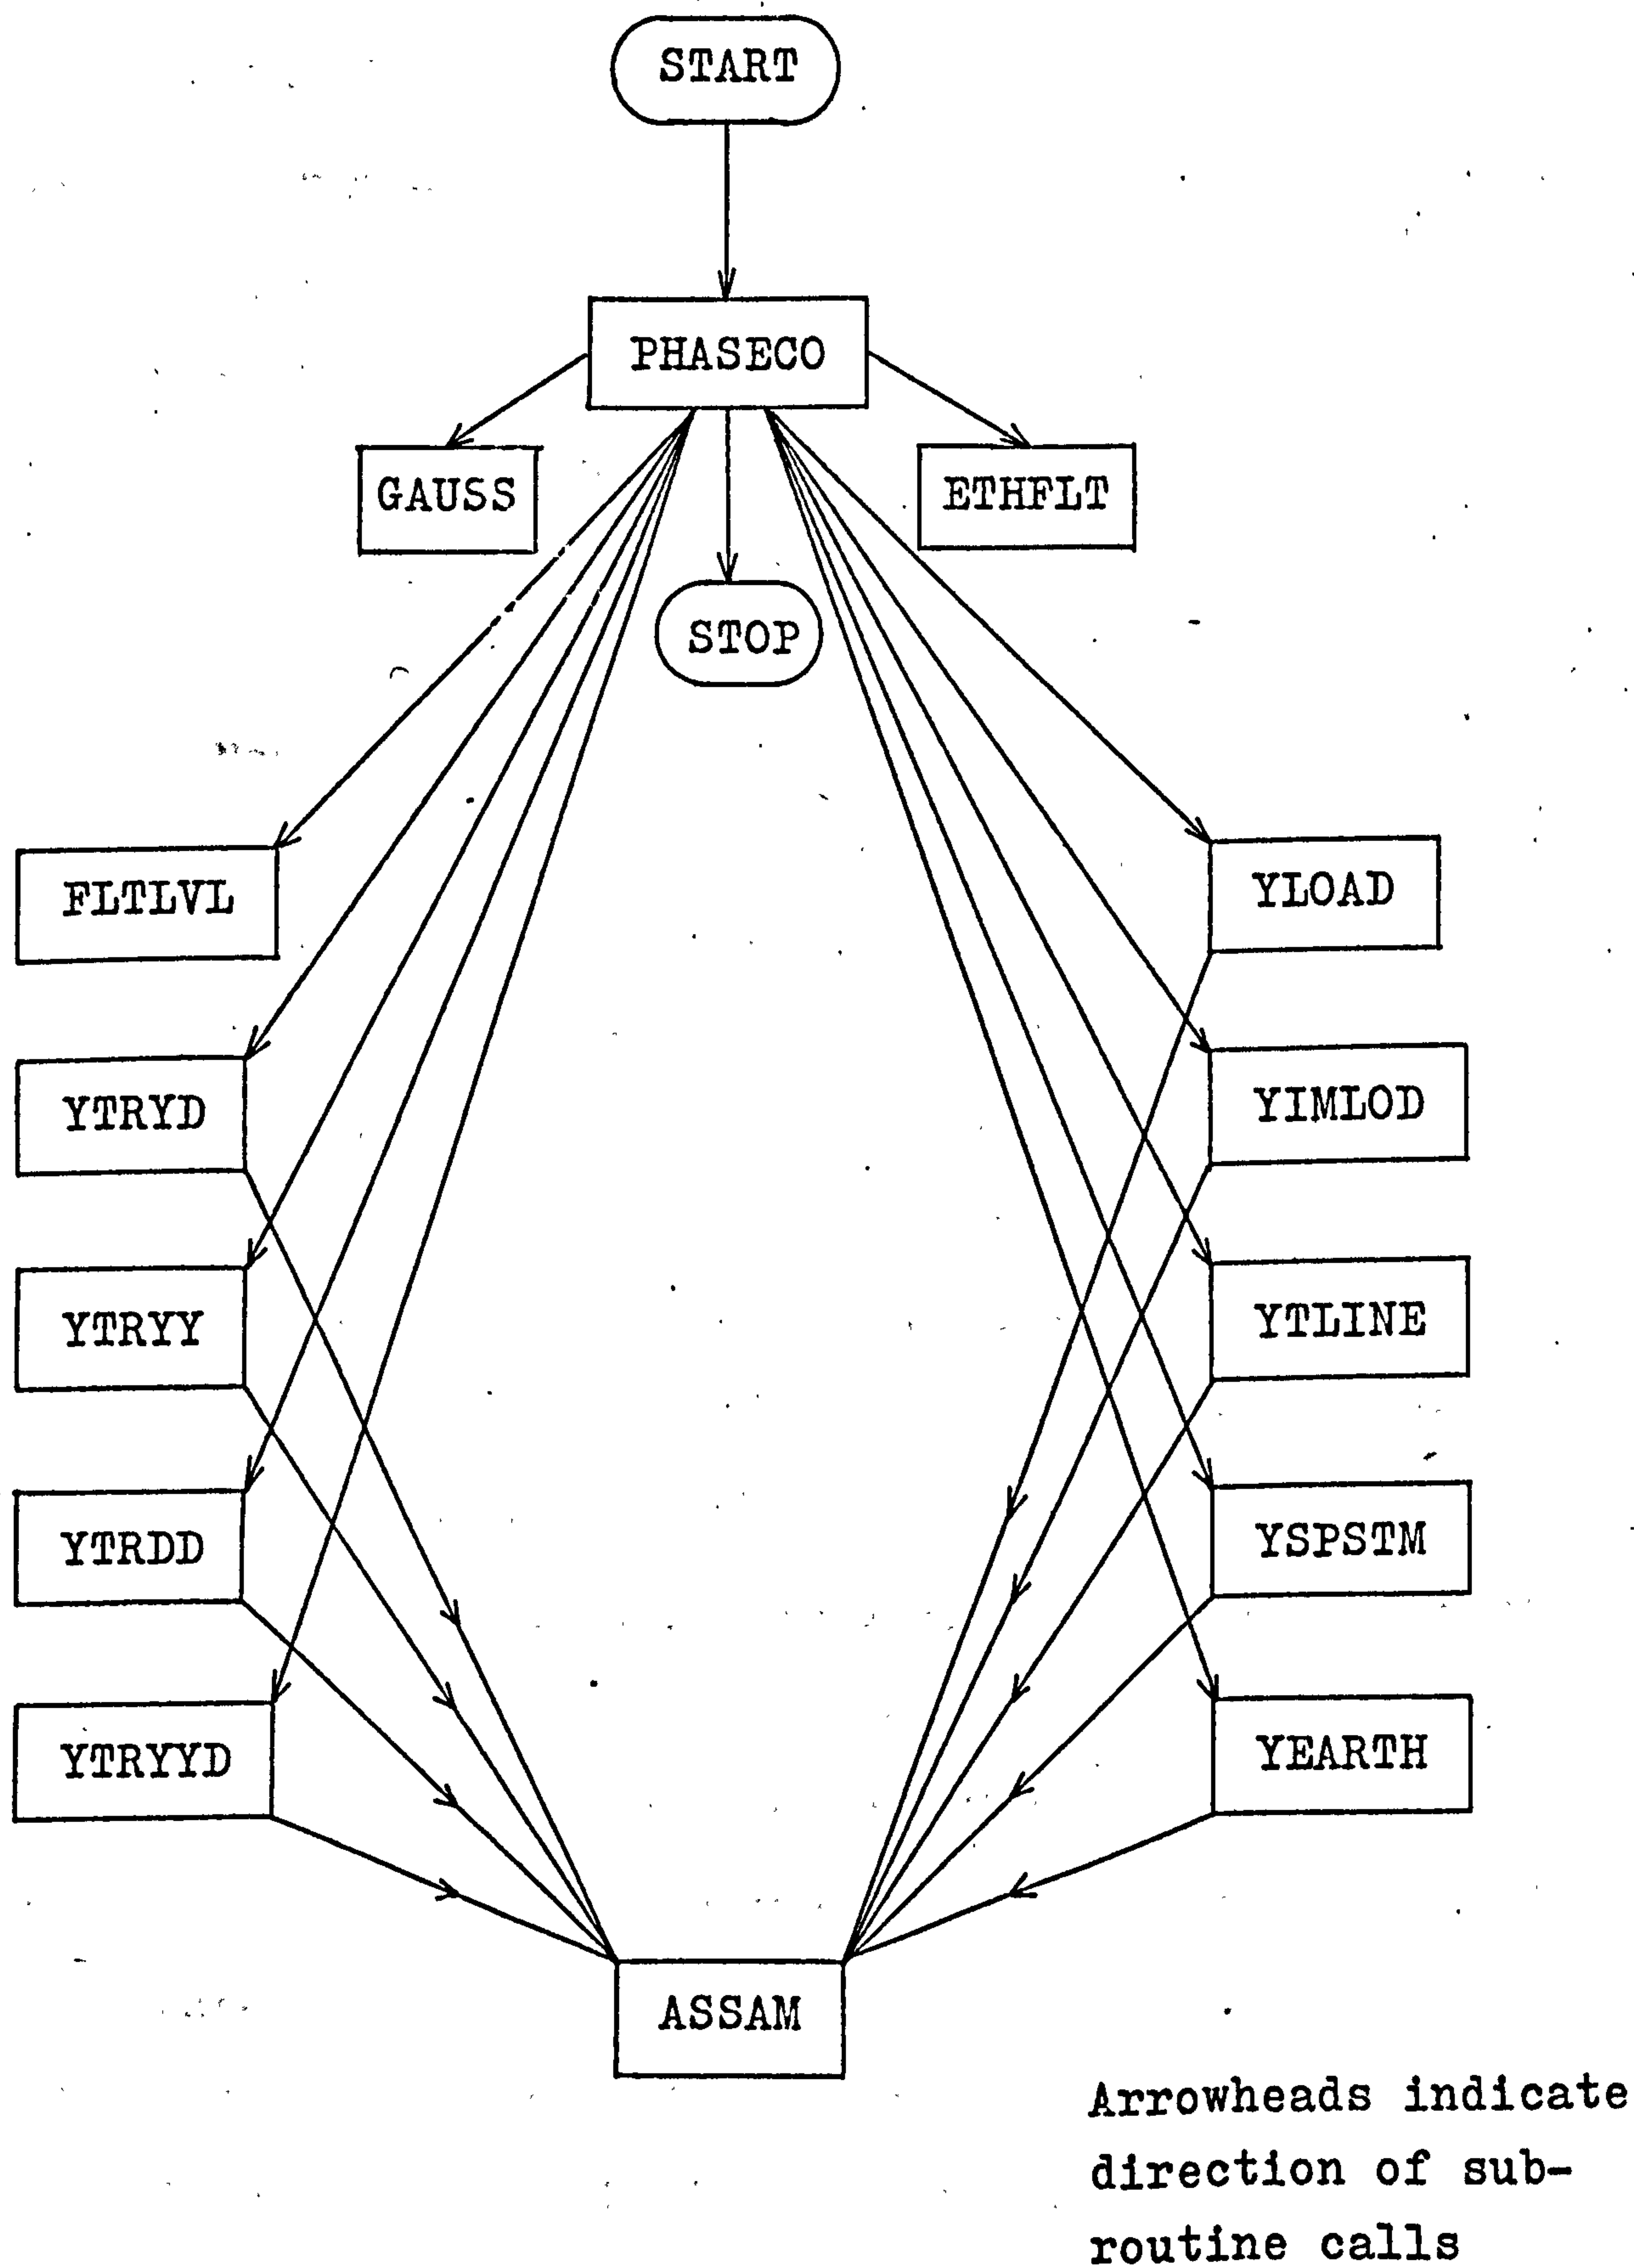 START
PHASECO
GAUSS
ETHFLT
STOP
FLTLVL
YLOAD
YTRYD
YIMLOD
YTRYY
YTLINE
YTRDD
YSPSTM
YTRYYD
YEARTH
ASSAM
Arrowheads indicate
direction of sub-
routine calls